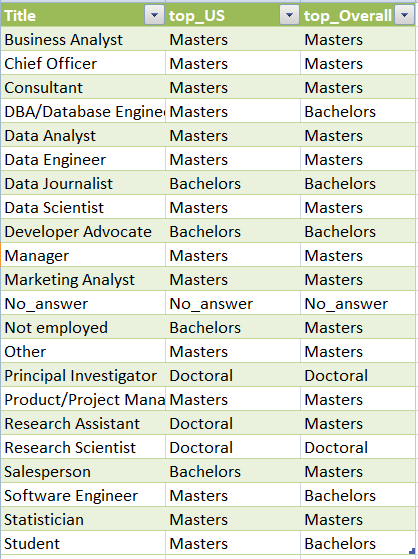 Title top_US top_Overall
Business Analyst Masters Masters
Chief Officer Masters Masters
Consultant Masters Masters
DBA/Database Enginee Masters Bachelors
Data Analyst Masters Masters
Data Engineer Masters Masters
Data Journalist Bachelors Bachelors
Data Scientist Masters Masters
Developer Advocate Bachelors Bachelors
Manager Masters Masters
Marketing Analyst Masters Masters
No_answer No_answer No_answer
Not employed Bachelors Masters
Other Masters Masters
Principal Investigator Doctoral Doctoral
Product/Project Mana Masters Masters
Research Assistant Doctoral Masters
Research Scientist Doctoral Doctoral
Salesperson Bachelors Masters
Software Engineer Masters Bachelors
Statistician Masters Masters
Student Masters Bachelors